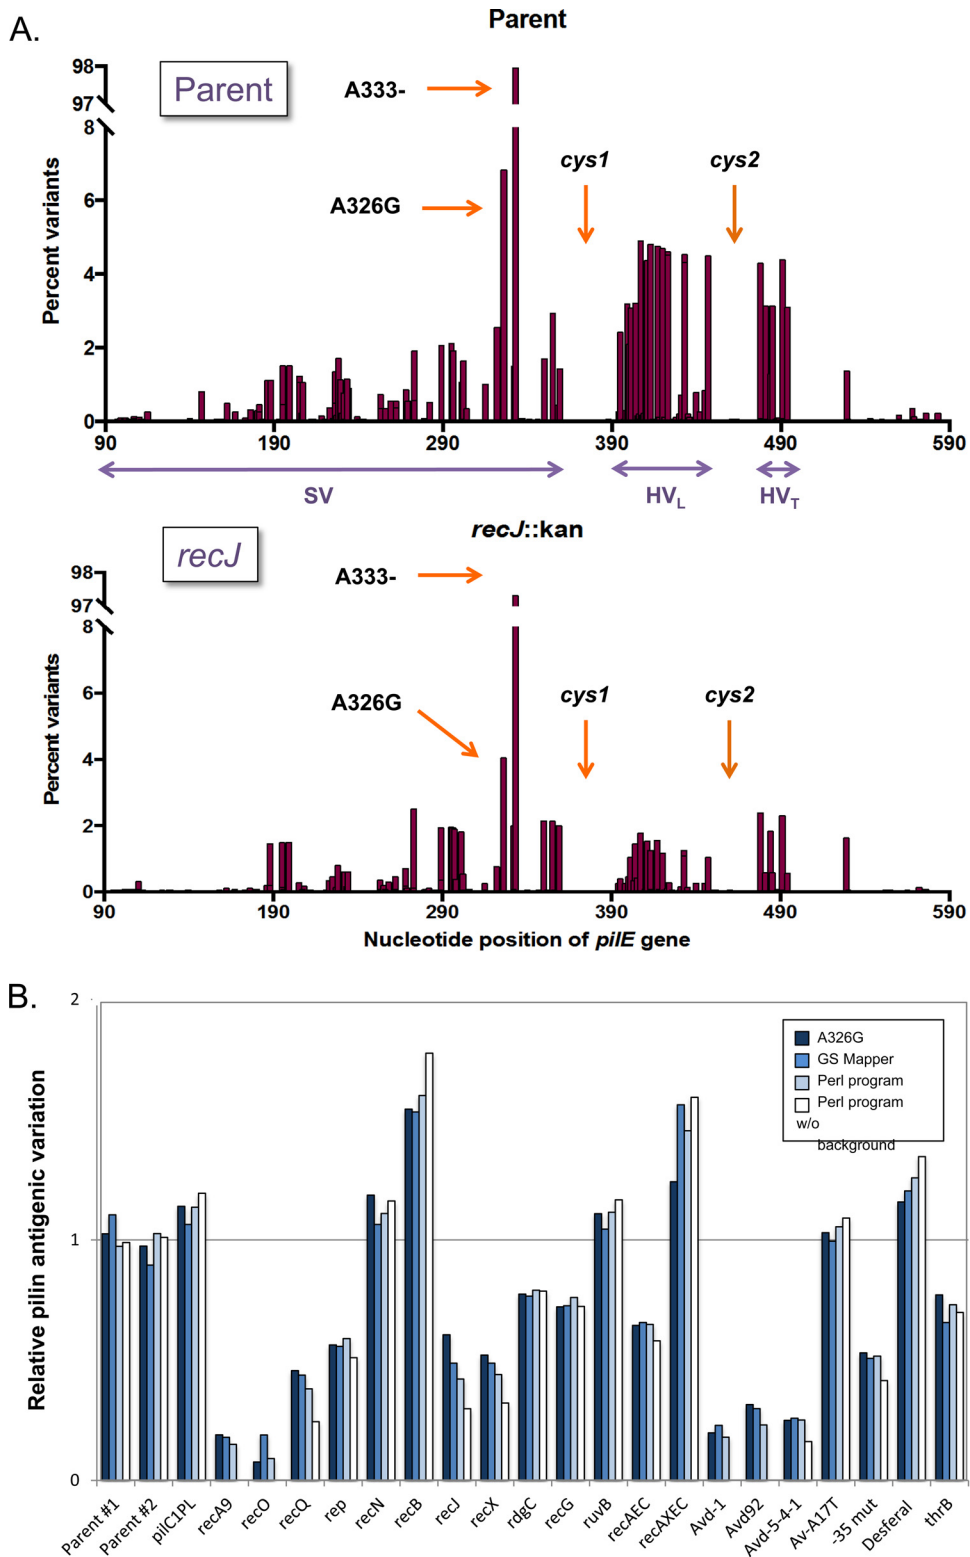 A.
Parent
Parent
98
97
8
6
4
2
0
Percent variants
A333-
A326G
cys1
cys2
90 190 290 390 490 590
SV HVL HVT
recJ::kan
recJ
98
97
8
6
4
2
0
Percent variants
A333-
A326G
cys1
cys2
90 190 290 390 490 590
Nucleotide position of pilE gene
B.
2
1
0
Relative pilin antigenic variation
A326G
GS Mapper
Perl program
Perl program
w/o
background
Parent #1
Parent #2
pilC1PL
recA9
recO
recQ
rep
recN
recB
recJ
recX
rdgC
recG
ruvB
recAEC
recAXEC
Avd-1
Avd92
Avd-5-4-1
Av-A17T
-35 mut
Desferal
thrB